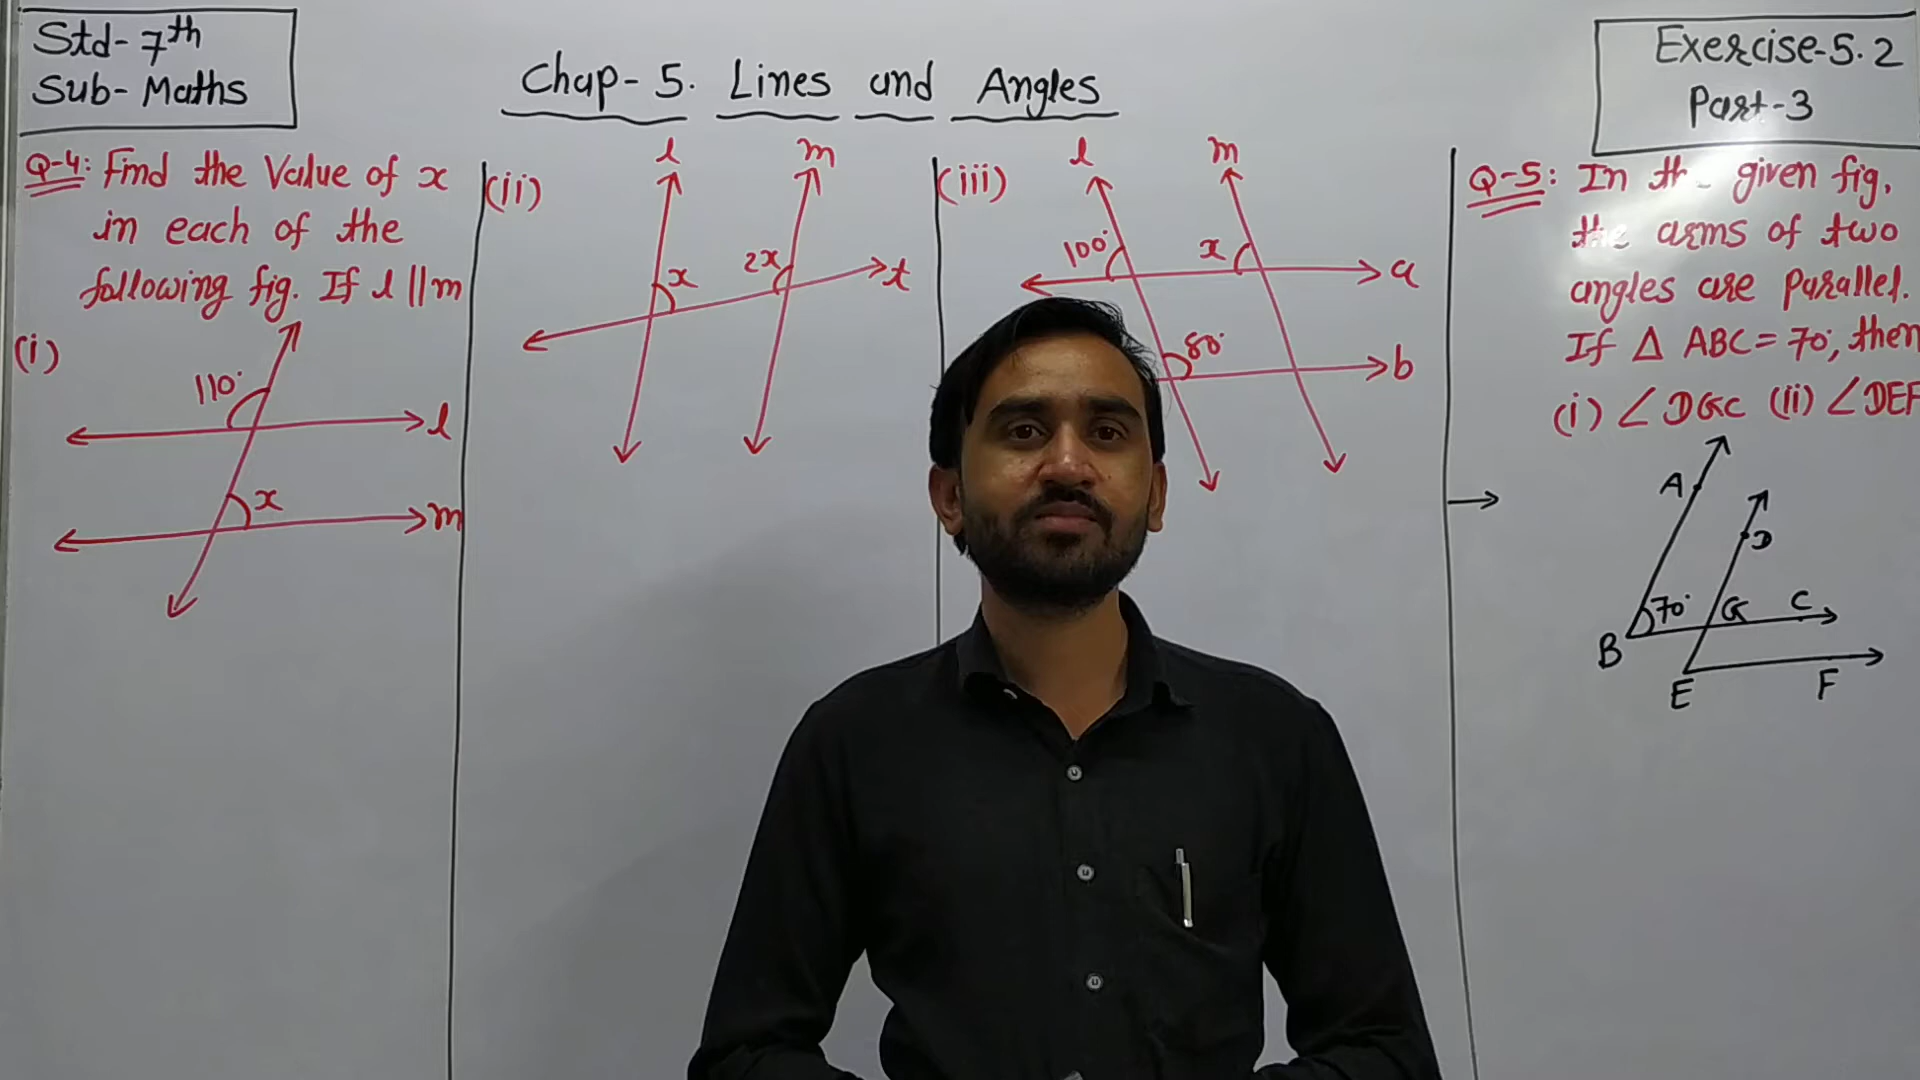 Std- 7th
Sub- Maths
Chap- 5. Lines and Angles
Exercise-5.2
Part-3
Q-4: Find the Value of x
in each of the
following fig. If l || m
(i)
110°
l
x
m
(ii)
l
m
x
2x
t
(iii)
l
m
100°
x
a
80°
b
Q-5: In th given fig.
the arms of two
angles are Parallel.
If Δ ABC = 70°, then
(i) ∠DGC (ii) ∠DEF
A
D
70°
G
C
B
E
F